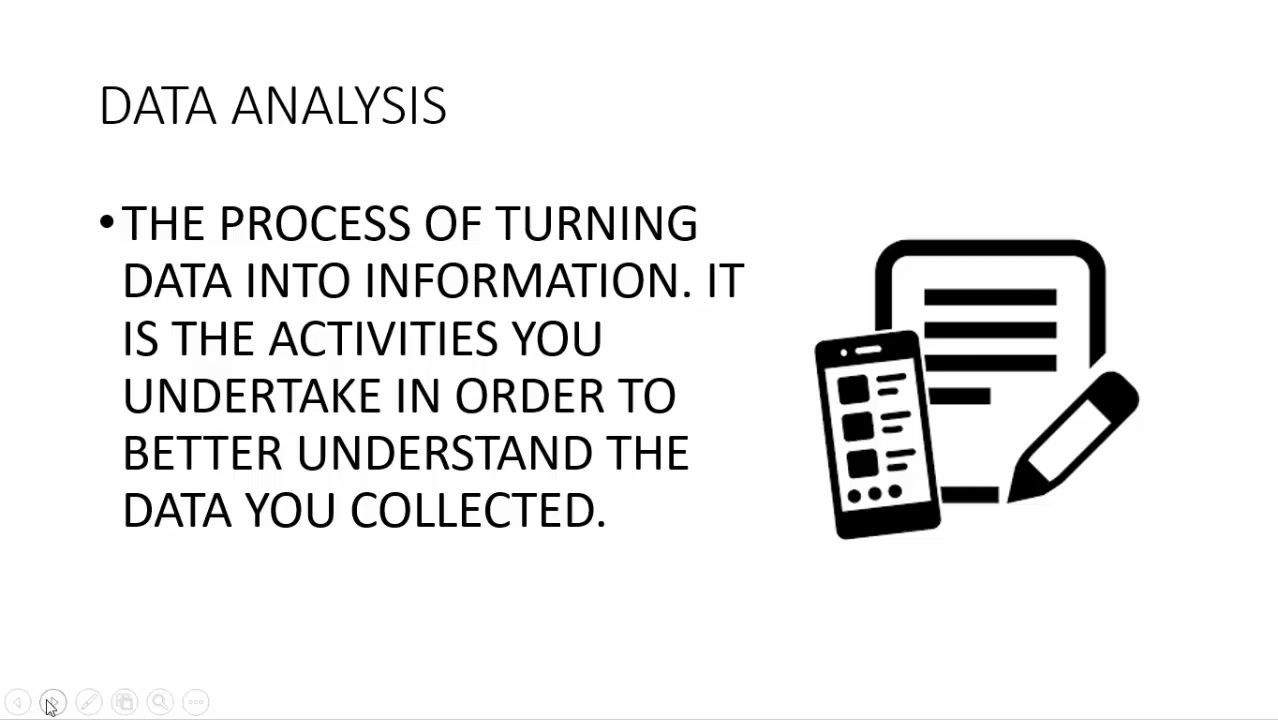 DATA ANALYSIS
•THE PROCESS OF TURNING
DATA INTO INFORMATION. IT
IS THE ACTIVITIES YOU
UNDERTAKE IN ORDER TO
BETTER UNDERSTAND THE
DATA YOU COLLECTED.